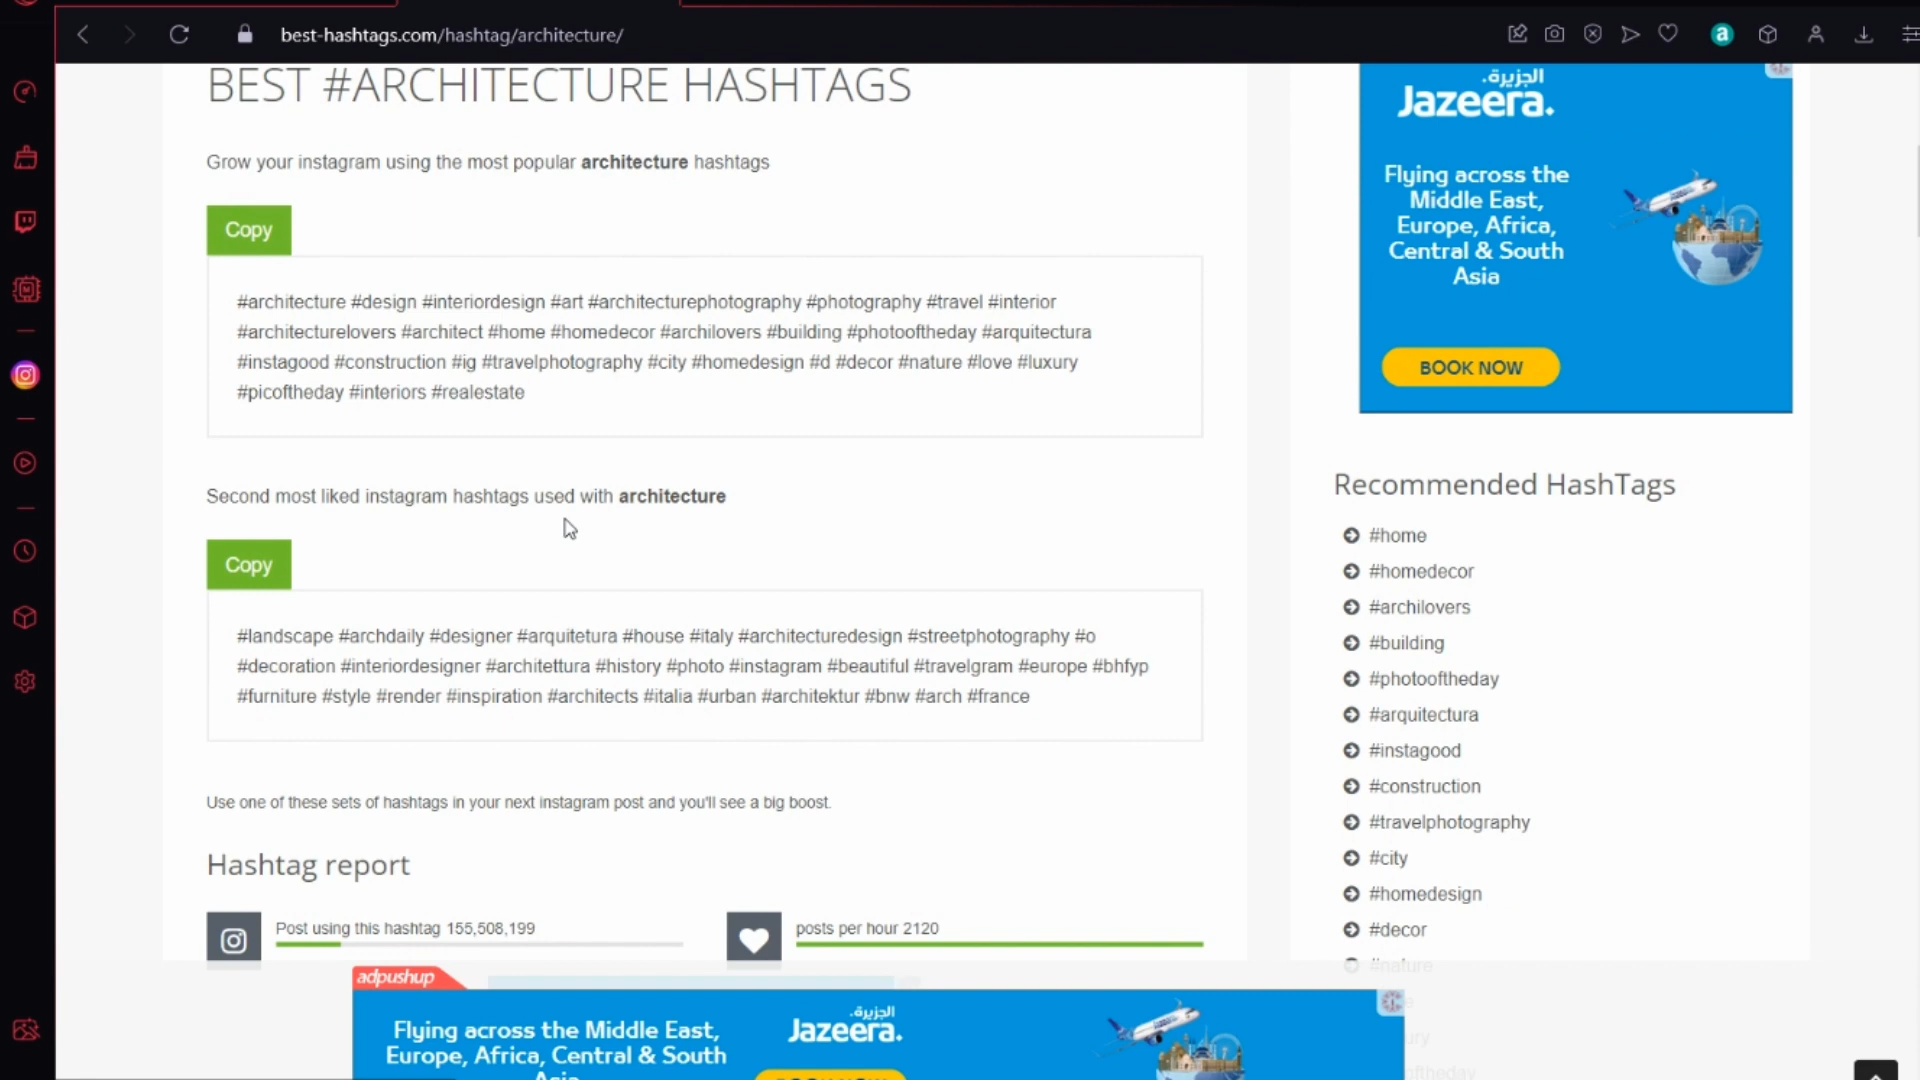 best-hashtags.com/hashtag/architecture/
a
BEST #ARCHITECTURE HASHTAGS
Grow your instagram using the most popular architecture hashtags
Copy
#architecture #design #interiordesign #art #architecturephotography #photography #travel #interior
#architecturelovers #architect #home #homedecor #archilovers #building #photooftheday #arquitectura
#instagood #construction #ig #travelphotography #city #homedesign #d #decor #nature #love #luxury
#picoftheday #interiors #realestate
Second most liked instagram hashtags used with architecture
Copy
#landscape #archdaily #designer #arquitetura #house #italy #architecturedesign #streetphotography #o
#decoration #interiordesigner #architettura #history #photo #instagram #beautiful #travelgram #europe #bhfyp
#furniture #style #render #inspiration #architects #italia #urban #architektur #bnw #arch #france
Use one of these sets of hashtags in your next instagram post and you'll see a big boost.
Hashtag report
Post using this hashtag 155,508,199
posts per hour 2120
الجزيرة.
Jazeera.
Flying across the
Middle East,
Europe, Africa,
Central & South
Asia
BOOK NOW
Recommended HashTags
#home
#homedecor
#archilovers
#building
#photooftheday
#arquitectura
#instagood
#construction
#travelphotography
#city
#homedesign
#decor
#nature
adpushup
Flying across the Middle East,
Europe, Africa, Central & South
Asia
الجزيرة.
Jazeera.